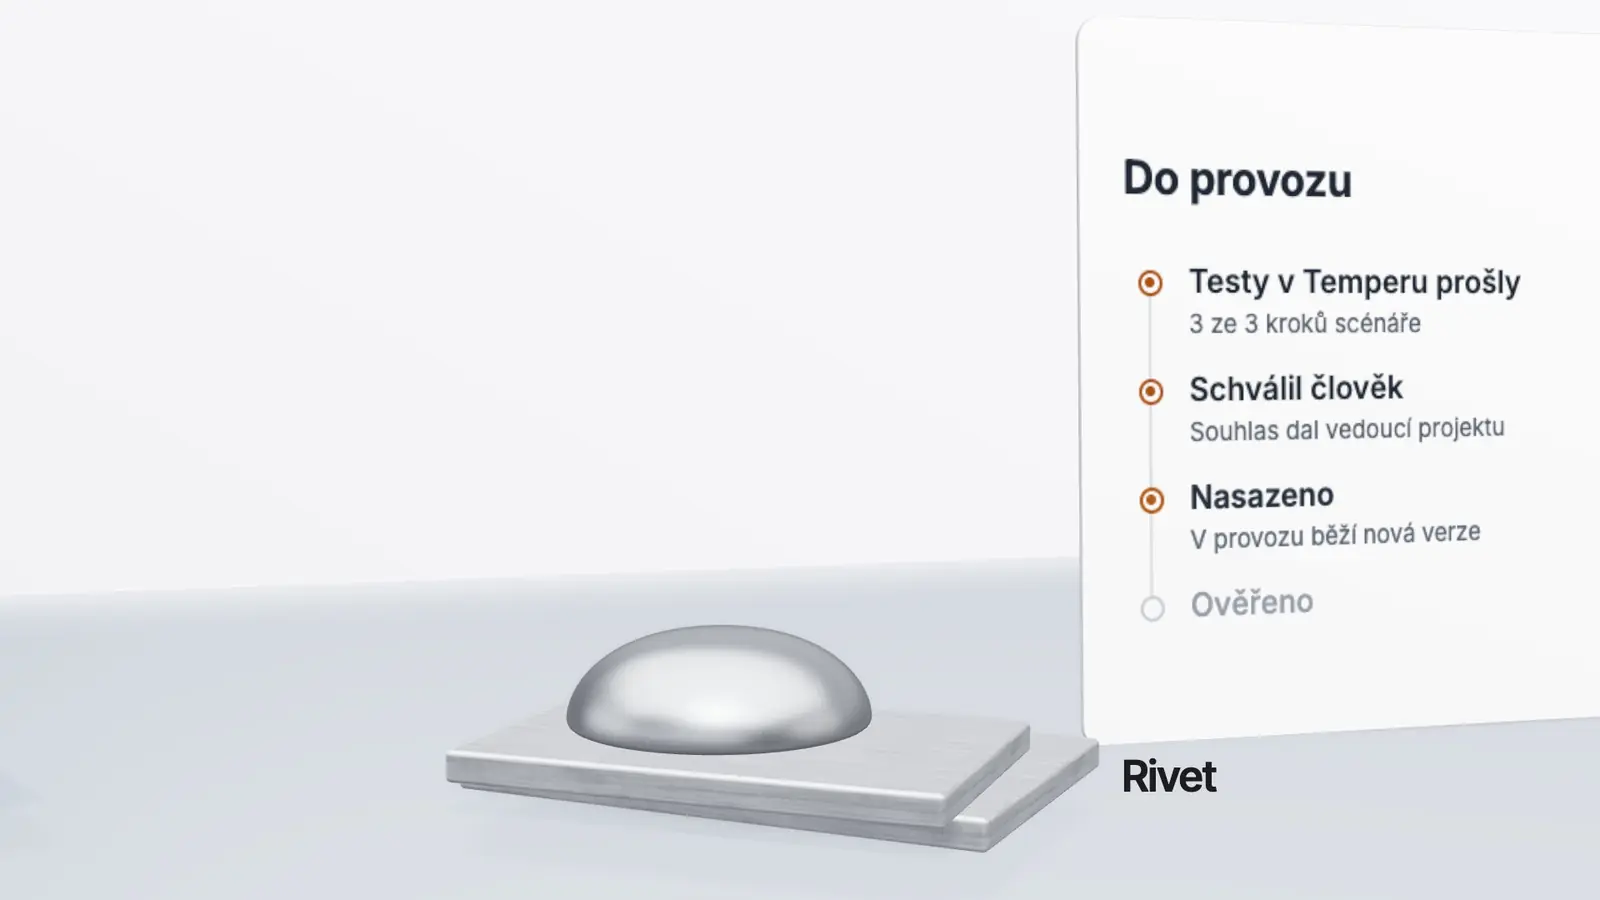 Do provozu
Testy v Temperu prošly
3 ze 3 kroků scénáře
Schválil člověk
Souhlas dal vedoucí projektu
Nasazeno
V provozu běží nová verze
Ověřeno
Rivet